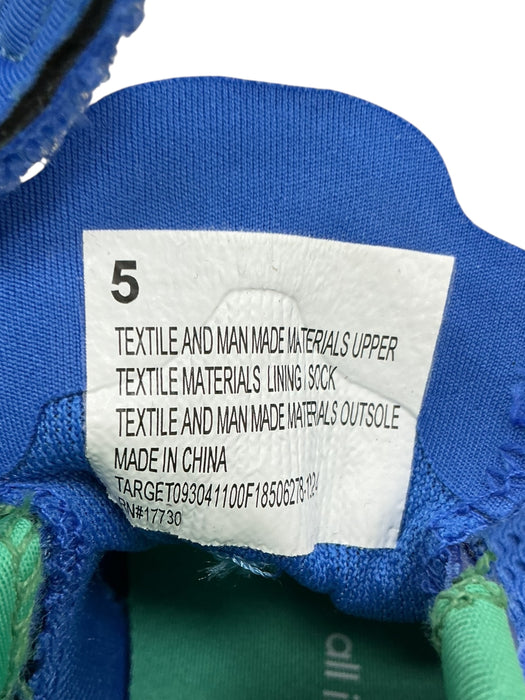 5
TEXTILE AND MAN MADE MATERIALS UPPER
TEXTILE MATERIALS LINING SOCK
TEXTILE AND MAN MADE MATERIALS OUTSOLE
MADE IN CHINA
RN#17730
all